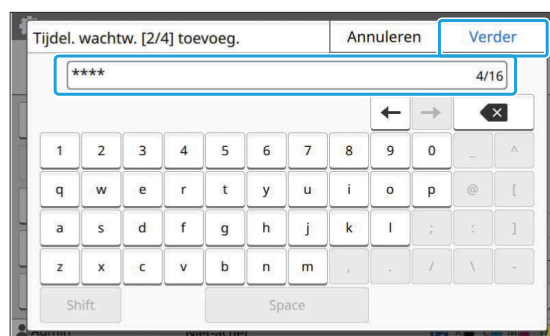 Tijdel. wachtw. [2/4] toevoeg. Annuleren Verder
**** 4/16
1 2 3 4 5 6 7 8 9 0 _ ^
q w e r t y u i o p @ [
a s d f g h j k l ; : ]
z x c v b n m , . / \ -
Shift Space
Admin